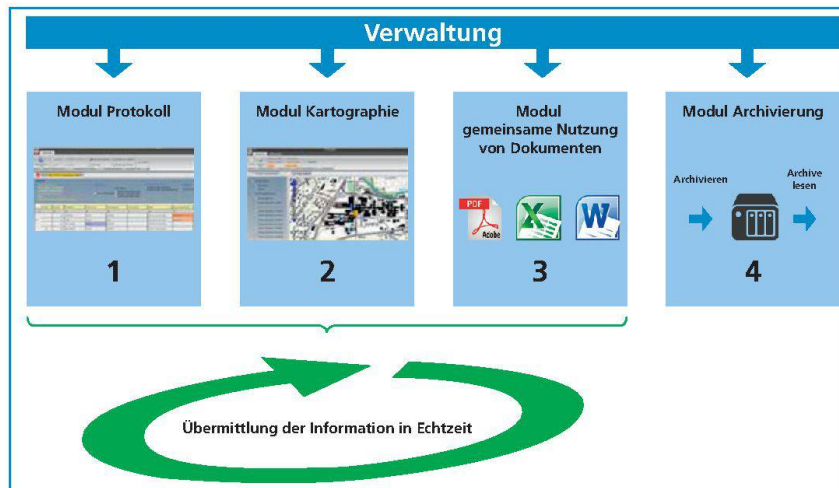 Verwaltung
Modul Protokoll
1
Modul Kartographie
2
Modul
gemeinsame Nutzung
von Dokumenten
PDF
Adobe
3
Modul Archivierung
Archivieren
Archive
lesen
4
Übermittlung der Information in Echtzeit